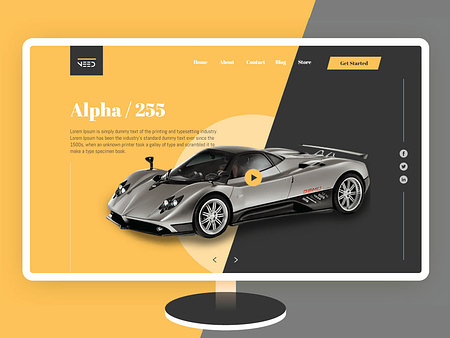 NEED
Home About Contact Blog Store Get Started
Alpha / 255
Lorem Ipsum is simply dummy text of the printing and typesetting industry.
Lorem Ipsum has been the industry's standard dummy text ever since the
1500s, when an unknown printer took a galley of type and scrambled it to
make a type specimen book.